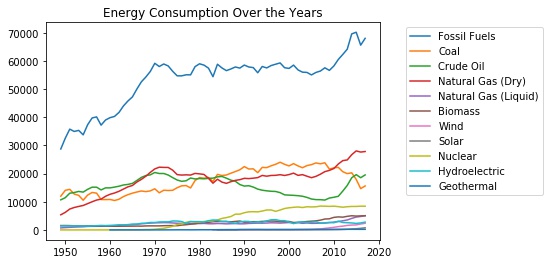 Energy Consumption Over the Years
70000
60000
50000
40000
30000
20000
10000
0
1950 1960 1970 1980 1990 2000 2010 2020
Fossil Fuels
Coal
Crude Oil
Natural Gas (Dry)
Natural Gas (Liquid)
Biomass
Wind
Solar
Nuclear
Hydroelectric
Geothermal